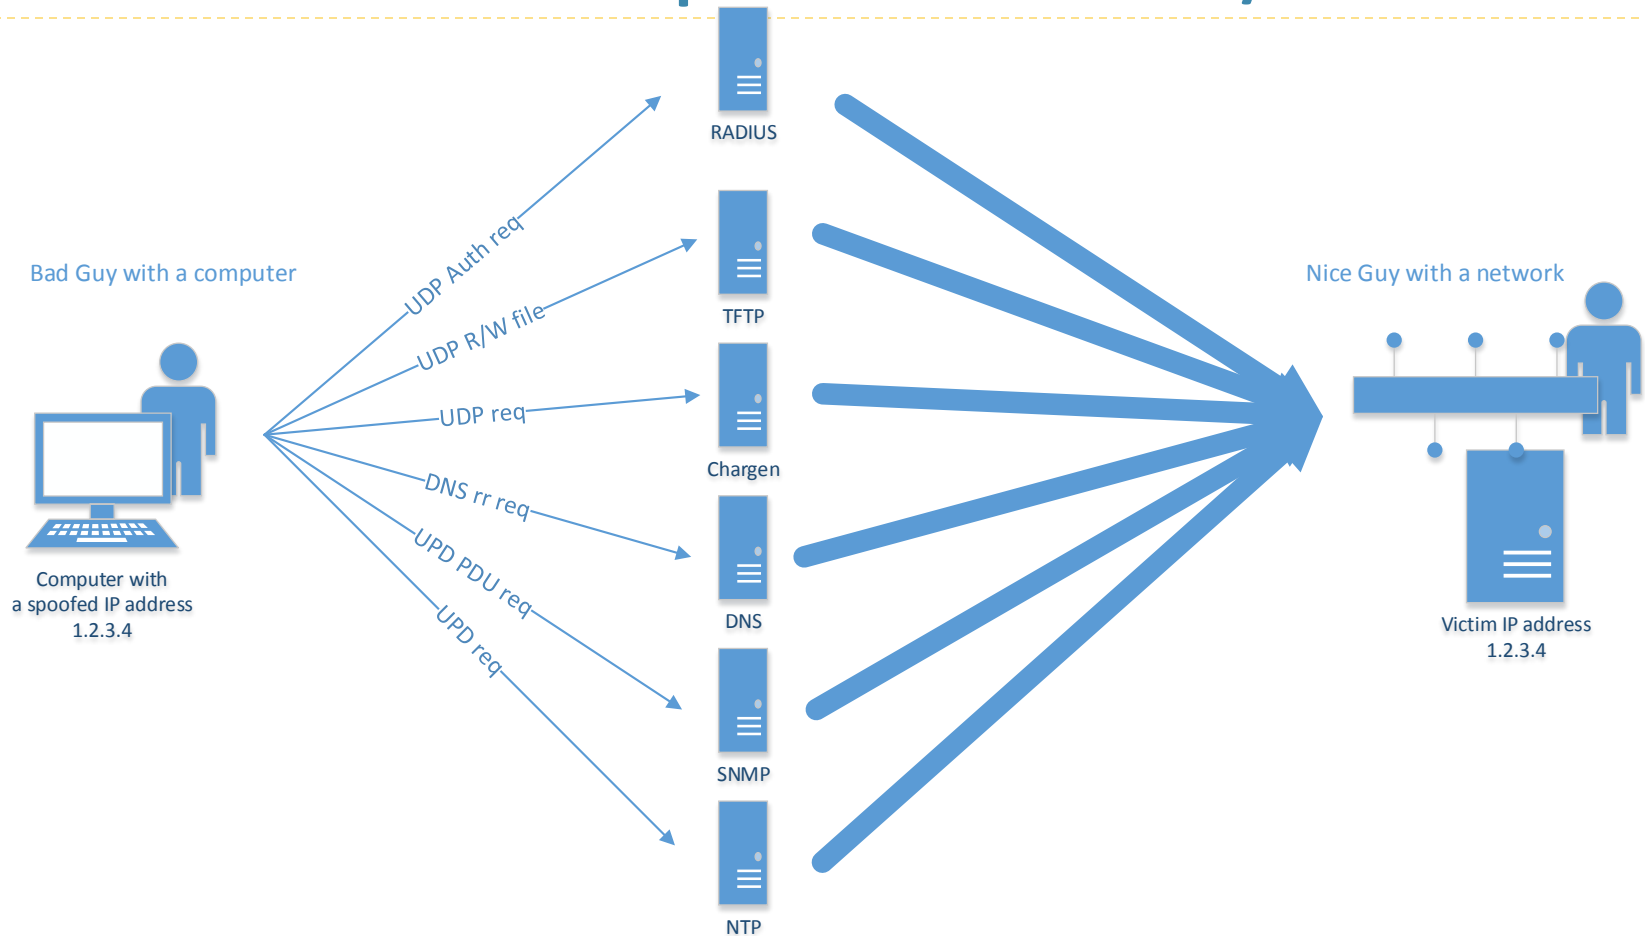 RADIUS
UDP Auth req
TFTP
UDP R/W file
Bad Guy with a computer
Nice Guy with a network
UDP req
Chargen
DNS rr req
DNS
UPD PDU req
SNMP
UPD req
NTP
Computer with
a spoofed IP address
1.2.3.4
Victim IP address
1.2.3.4